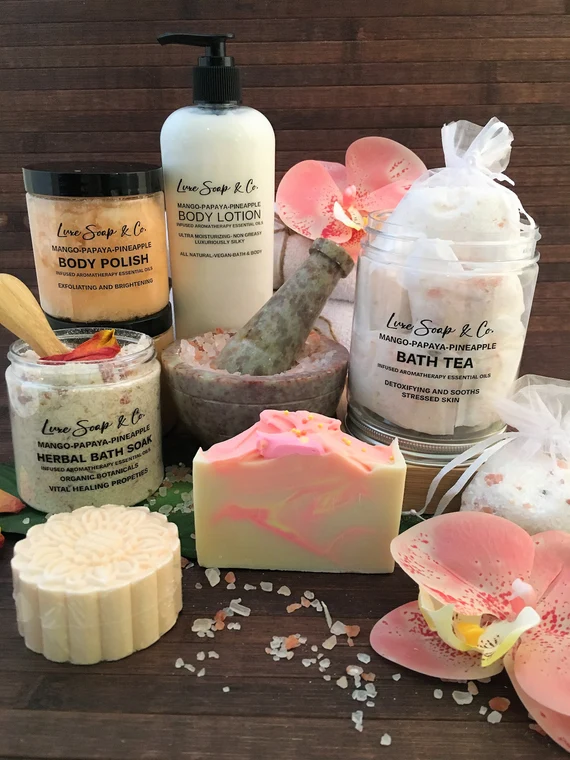 Luxe Soap & Co.
MANGO-PAPAYA-PINEAPPLE
BODY POLISH
INFUSED AROMATHERAPY ESSENTIAL OILS
EXFOLIATING AND BRIGHTENING
Luxe Soap & Co.
MANGO-PAPAYA-PINEAPPLE
BODY LOTION
INFUSED AROMATHERAPY ESSENTIAL OILS
ULTRA MOISTURIZING- NON GREASY
LUXURIOUSLY SILKY
ALL NATURAL-VEGAN-BATH & BODY
Luxe Soap & Co.
MANGO-PAPAYA-PINEAPPLE
BATH TEA
INFUSED AROMATHERAPY ESSENTIAL OILS
DETOXIFYING AND SOOTHS
STRESSED SKIN
Luxe Soap & Co.
MANGO-PAPAYA-PINEAPPLE
HERBAL BATH SOAK
INFUSED AROMATHERAPY ESSENTIAL OILS
ORGANIC BOTANICALS
VITAL HEALING PROPETIES